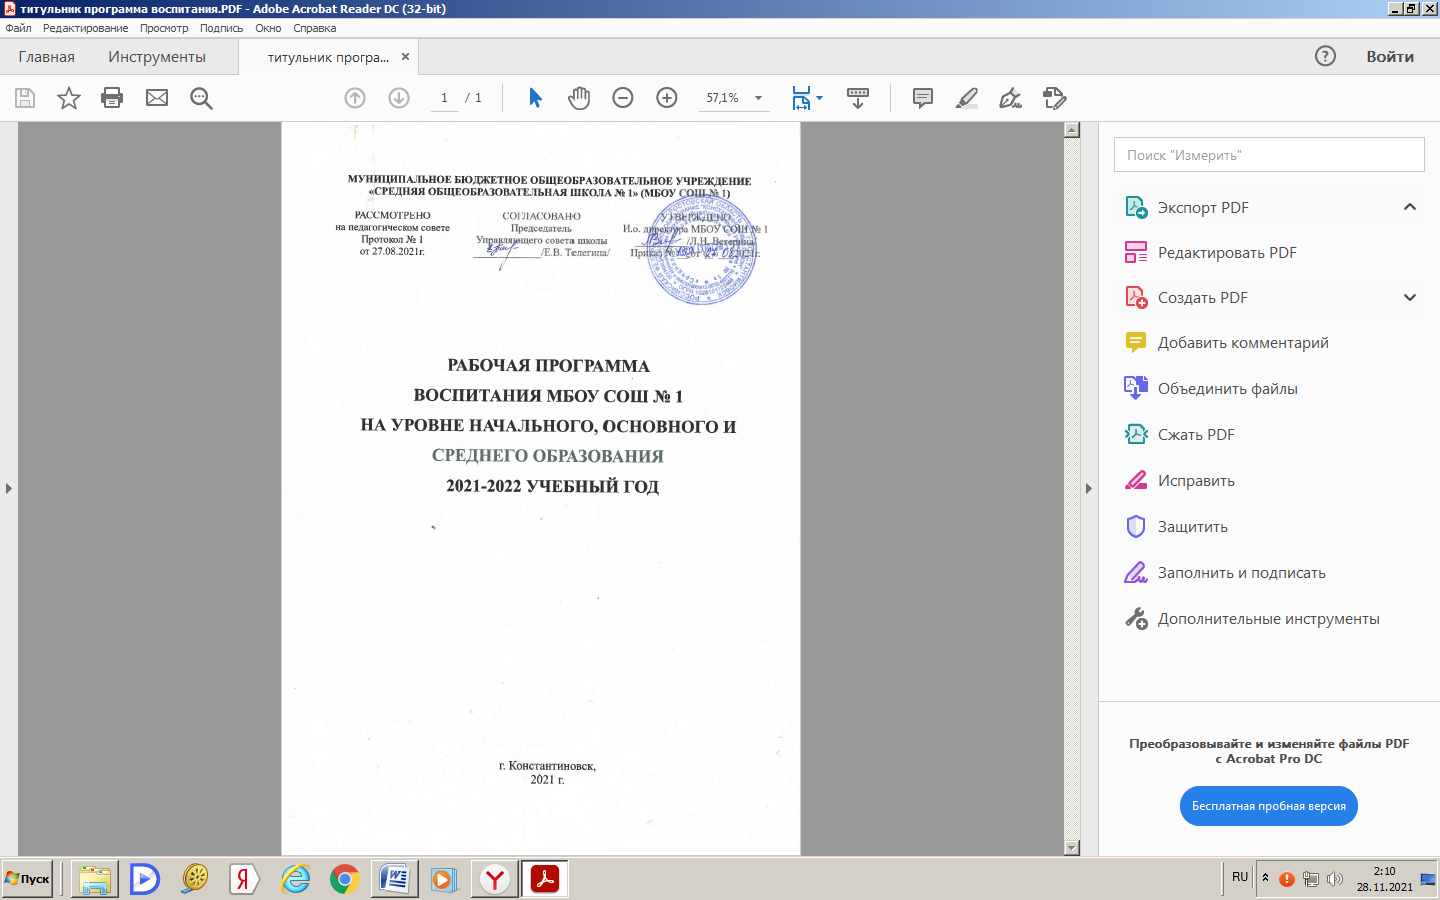 титульник программа воспитания.PDF - Adobe Acrobat Reader DC (32-bit)
Файл Редактирование Просмотр Подпись Окно Справка
Главная Инструменты титульник програ... × Войти
1 / 1 57,1%
МУНИЦИПАЛЬНОЕ БЮДЖЕТНОЕ ОБЩЕОБРАЗОВАТЕЛЬНОЕ УЧРЕЖДЕНИЕ
«СРЕДНЯЯ ОБЩЕОБРАЗОВАТЕЛЬНАЯ ШКОЛА № 1» (МБОУ СОШ № 1)
РАССМОТРЕНО
на педагогическом совете
Протокол № 1
от 27.08.2021г.
СОГЛАСОВАНО
Председатель
Управляющего совета школы
/Е.В. Телегина/
УТВЕРЖДЕНО
И.о. директора МБОУ СОШ № 1
/Л.Н. Ветерина/
Приказ № от 2021г.
РАБОЧАЯ ПРОГРАММА
ВОСПИТАНИЯ МБОУ СОШ № 1
НА УРОВНЕ НАЧАЛЬНОГО, ОСНОВНОГО И
СРЕДНЕГО ОБРАЗОВАНИЯ
2021-2022 УЧЕБНЫЙ ГОД
г. Константиновск,
2021 г.
Поиск "Измерить"
Экспорт PDF
Редактировать PDF
Создать PDF
Добавить комментарий
Объединить файлы
Сжать PDF
Исправить
Защитить
Заполнить и подписать
Дополнительные инструменты
Преобразовывайте и изменяйте файлы PDF
с Acrobat Pro DC
Бесплатная пробная версия
Пуск
RU
2:10
28.11.2021